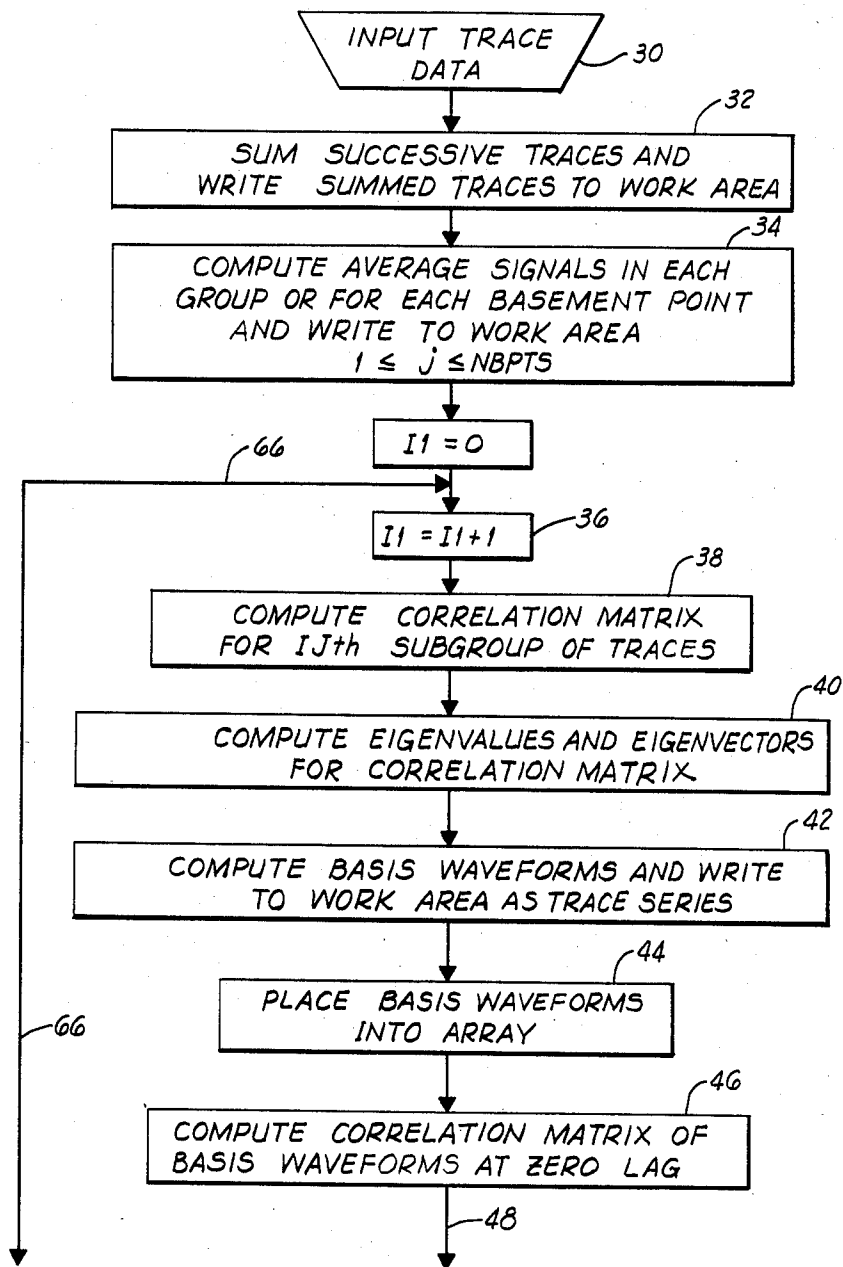 INPUT TRACE
DATA
30
32
SUM SUCCESSIVE TRACES AND
WRITE SUMMED TRACES TO WORK AREA
34
COMPUTE AVERAGE SIGNALS IN EACH
GROUP OR FOR EACH BASEMENT POINT
AND WRITE TO WORK AREA
1 ≤ j ≤ NBPTS
I1 = 0
66
I1 = I1+1
36
38
COMPUTE CORRELATION MATRIX
FOR IJth SUBGROUP OF TRACES
40
COMPUTE EIGENVALUES AND EIGENVECTORS
FOR CORRELATION MATRIX
42
COMPUTE BASIS WAVEFORMS AND WRITE
TO WORK AREA AS TRACE SERIES
44
PLACE BASIS WAVEFORMS
INTO ARRAY
66
46
COMPUTE CORRELATION MATRIX OF
BASIS WAVEFORMS AT ZERO LAG
48